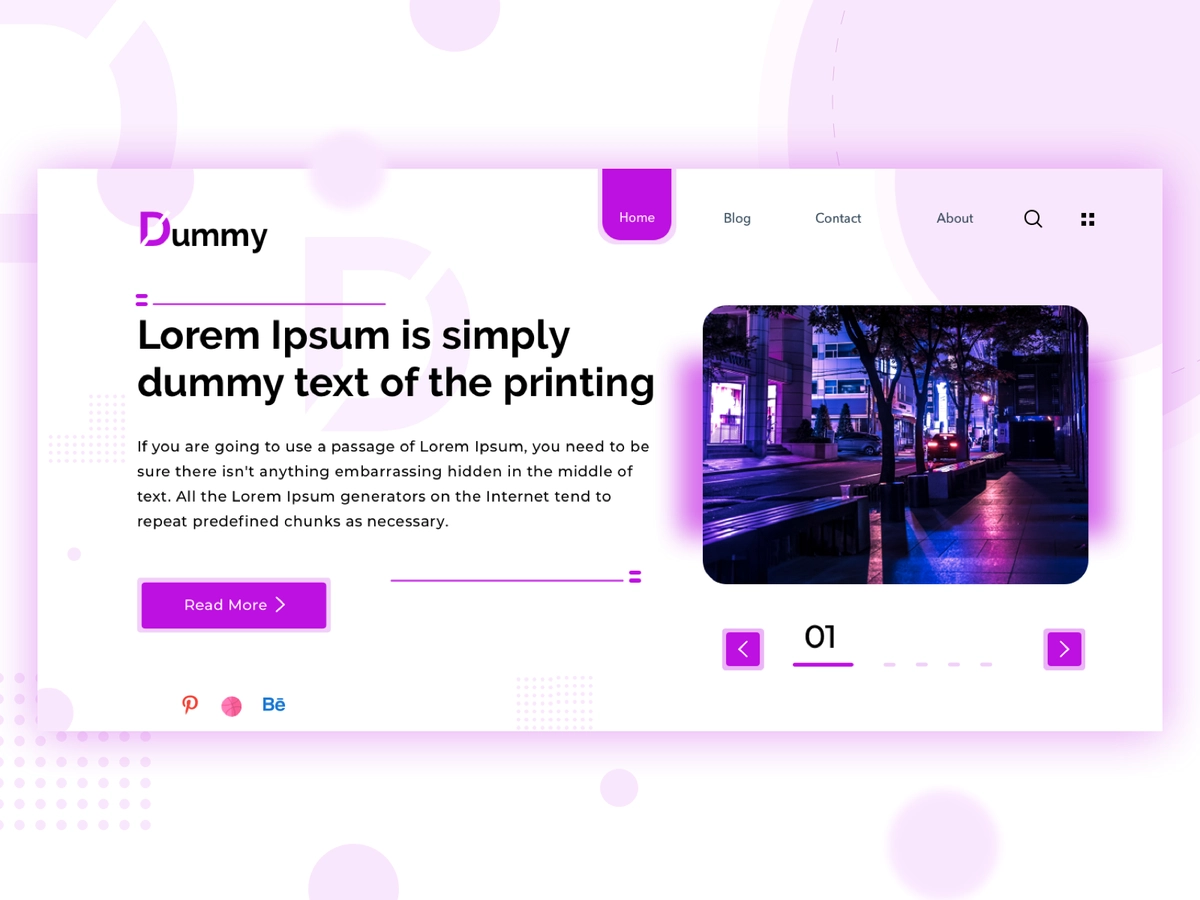 Dummy
Home Blog Contact About
Lorem Ipsum is simply
dummy text of the printing
If you are going to use a passage of Lorem Ipsum, you need to be
sure there isn't anything embarrassing hidden in the middle of
text. All the Lorem Ipsum generators on the Internet tend to
repeat predefined chunks as necessary.
Read More
01
Bē